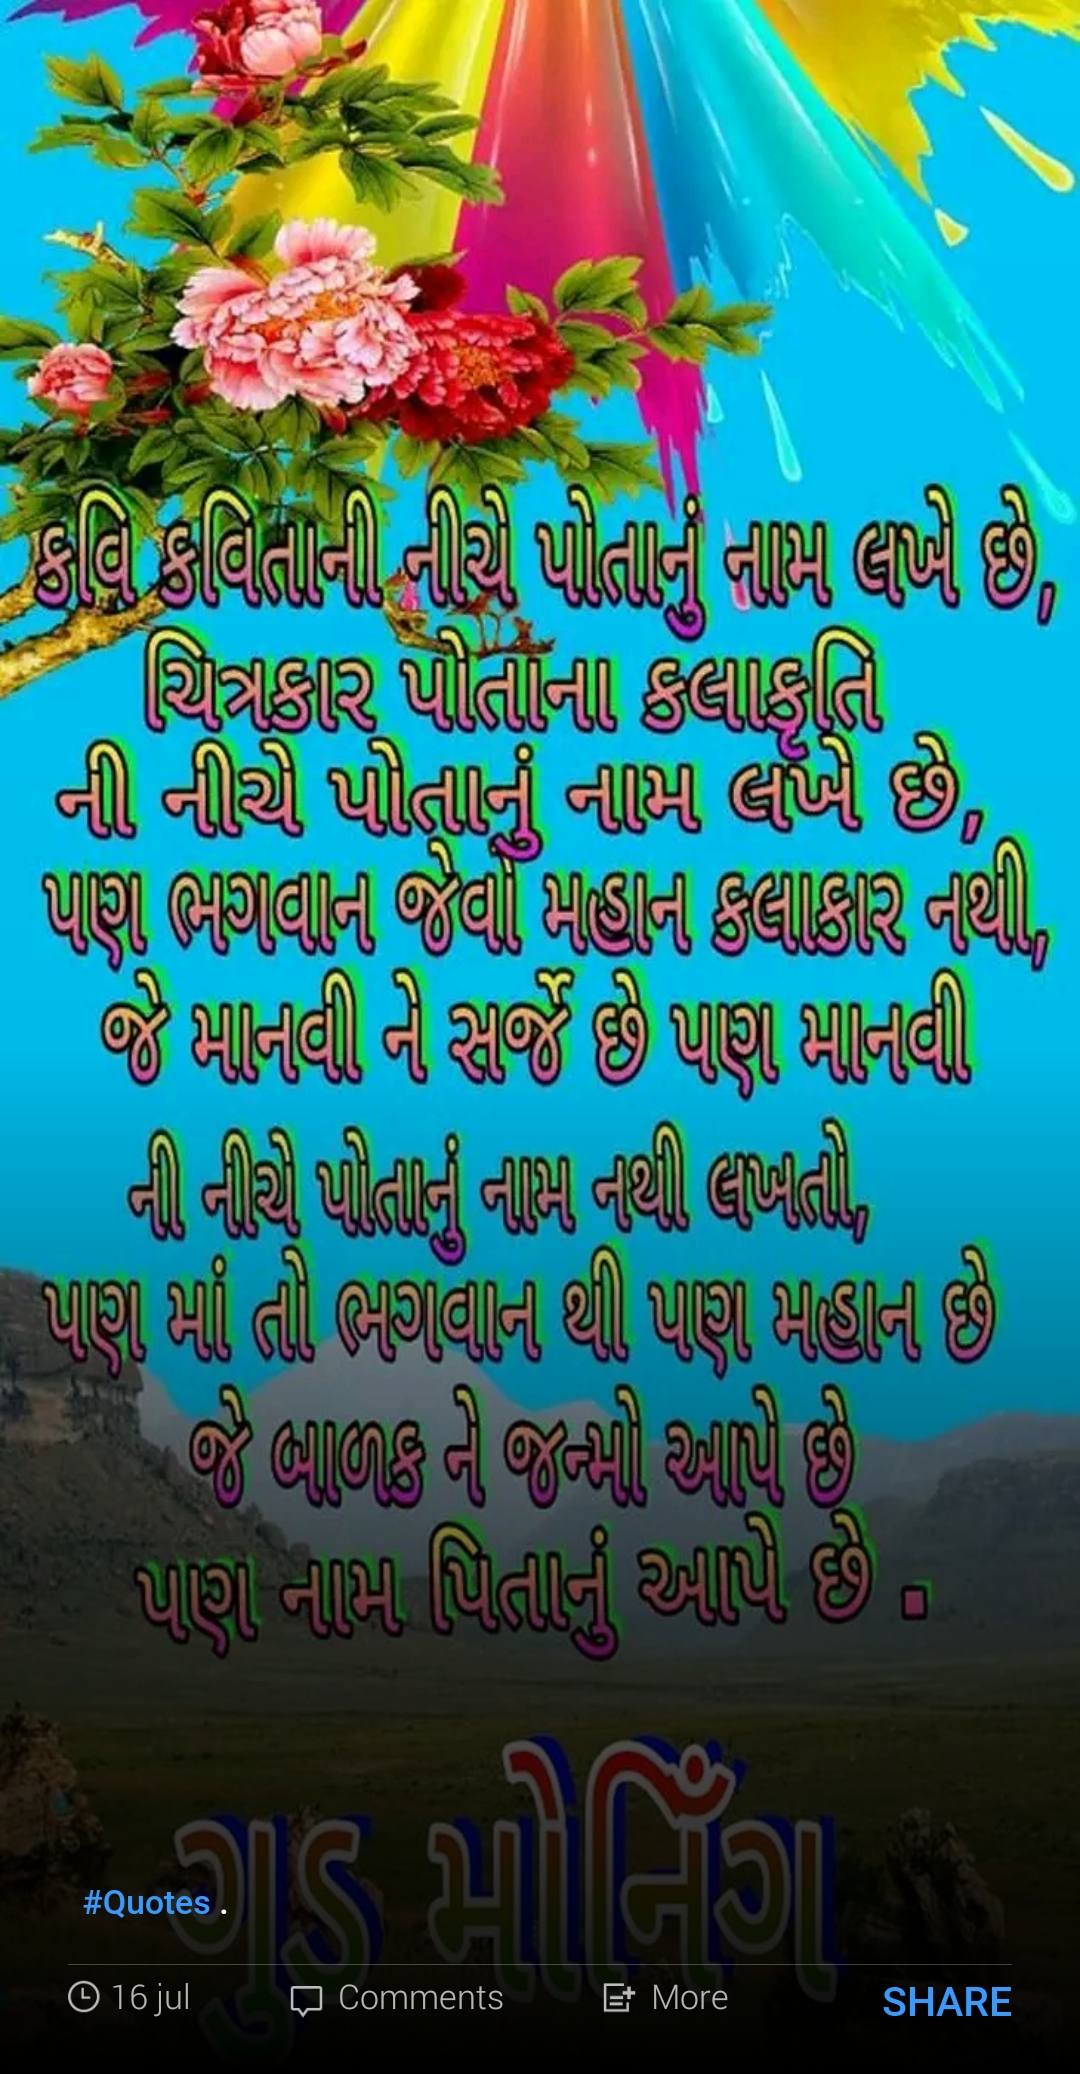 કવિ કવિતાની નીચે પોતાનું નામ લખે છે,
ચિત્રકાર પોતાના કલાકૃતિ
ની નીચે પોતાનું નામ લખે છે,
પણ ભગવાન જેવો મહાન કલાકાર નથી,
જે માનવી ને સર્જે છે પણ માનવી
ની નીચે પોતાનું નામ નથી લખતો,
પણ માં તો ભગવાન થી પણ મહાન છે
જે બાળક ને જન્મો આપે છે
પણ નામ પિતાનું આપે છે .
ગુડ મોર્નિંગ
#Quotes .
16 jul Comments More SHARE